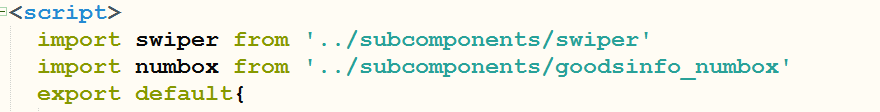 <script>
import swiper from '../subcomponents/swiper'
import numbox from '../subcomponents/goodsinfo_numbox'
export default{